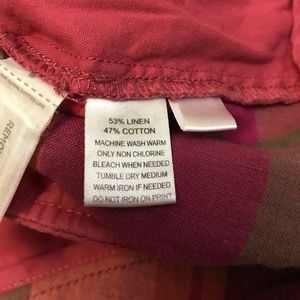 53% LINEN
47% COTTON
MACHINE WASH WARM
ONLY NON CHLORINE
BLEACH WHEN NEEDED
TUMBLE DRY MEDIUM
WARM IRON IF NEEDED
DO NOT IRON ON PRINT